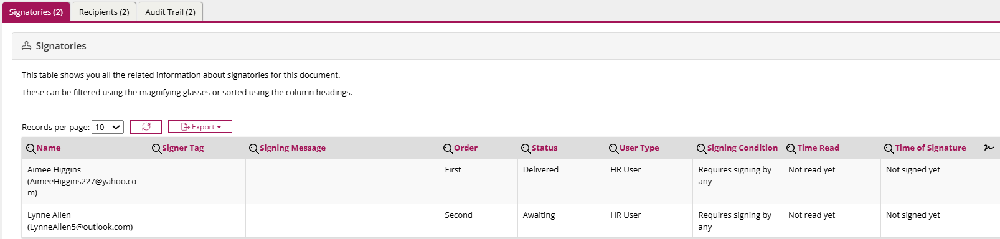 Signatories (2)
Recipients (2)
Audit Trail (2)
Signatories
This table shows you all the related information about signatories for this document.
These can be filtered using the magnifying glasses or sorted using the column headings.
Records per page: 10
Export
Name Signer Tag Signing Message Order Status User Type Signing Condition Time Read Time of Signature
Aimee Higgins First Delivered HR User Requires signing by Not read yet Not signed yet
(AimeeHiggins227@yahoo.co any
m)
Lynne Allen Second Awaiting HR User Requires signing by Not read yet Not signed yet
(LynneAllen5@outlook.com) any